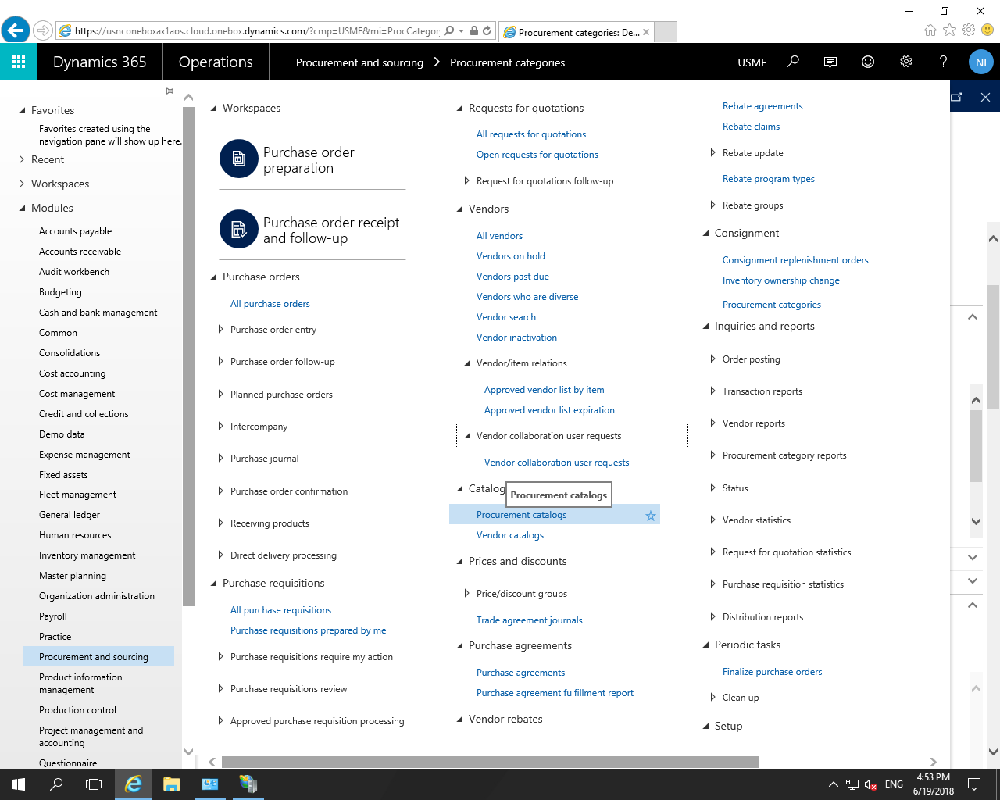 https://usnconeboxax1aos.cloud.onebox.dynamics.com/?cmp=USMF&mi=ProcCategor
Procurement categories: De...
Dynamics 365
Operations
Procurement and sourcing > Procurement categories
USMF
NI
Favorites
Favorites created using the
navigation pane will show up here.
Recent
Workspaces
Modules
Accounts payable
Accounts receivable
Audit workbench
Budgeting
Cash and bank management
Common
Consolidations
Cost accounting
Cost management
Credit and collections
Demo data
Expense management
Fixed assets
Fleet management
General ledger
Human resources
Inventory management
Master planning
Organization administration
Payroll
Practice
Procurement and sourcing
Product information
management
Production control
Project management and
accounting
Questionnaire
Workspaces
Purchase order
preparation
Purchase order receipt
and follow-up
Purchase orders
All purchase orders
Purchase order entry
Purchase order follow-up
Planned purchase orders
Intercompany
Purchase journal
Purchase order confirmation
Receiving products
Direct delivery processing
Purchase requisitions
All purchase requisitions
Purchase requisitions prepared by me
Purchase requisitions require my action
Purchase requisitions review
Approved purchase requisition processing
Requests for quotations
All requests for quotations
Open requests for quotations
Request for quotations follow-up
Vendors
All vendors
Vendors on hold
Vendors past due
Vendors who are diverse
Vendor search
Vendor inactivation
Vendor/item relations
Approved vendor list by item
Approved vendor list expiration
Vendor collaboration user requests
Vendor collaboration user requests
Catalog
Procurement catalogs
Procurement catalogs
Vendor catalogs
Prices and discounts
Price/discount groups
Trade agreement journals
Purchase agreements
Purchase agreements
Purchase agreement fulfillment report
Vendor rebates
Rebate agreements
Rebate claims
Rebate update
Rebate program types
Rebate groups
Consignment
Consignment replenishment orders
Inventory ownership change
Procurement categories
Inquiries and reports
Order posting
Transaction reports
Vendor reports
Procurement category reports
Status
Vendor statistics
Request for quotation statistics
Purchase requisition statistics
Distribution reports
Periodic tasks
Finalize purchase orders
Clean up
Setup
ENG
4:53 PM
6/19/2018